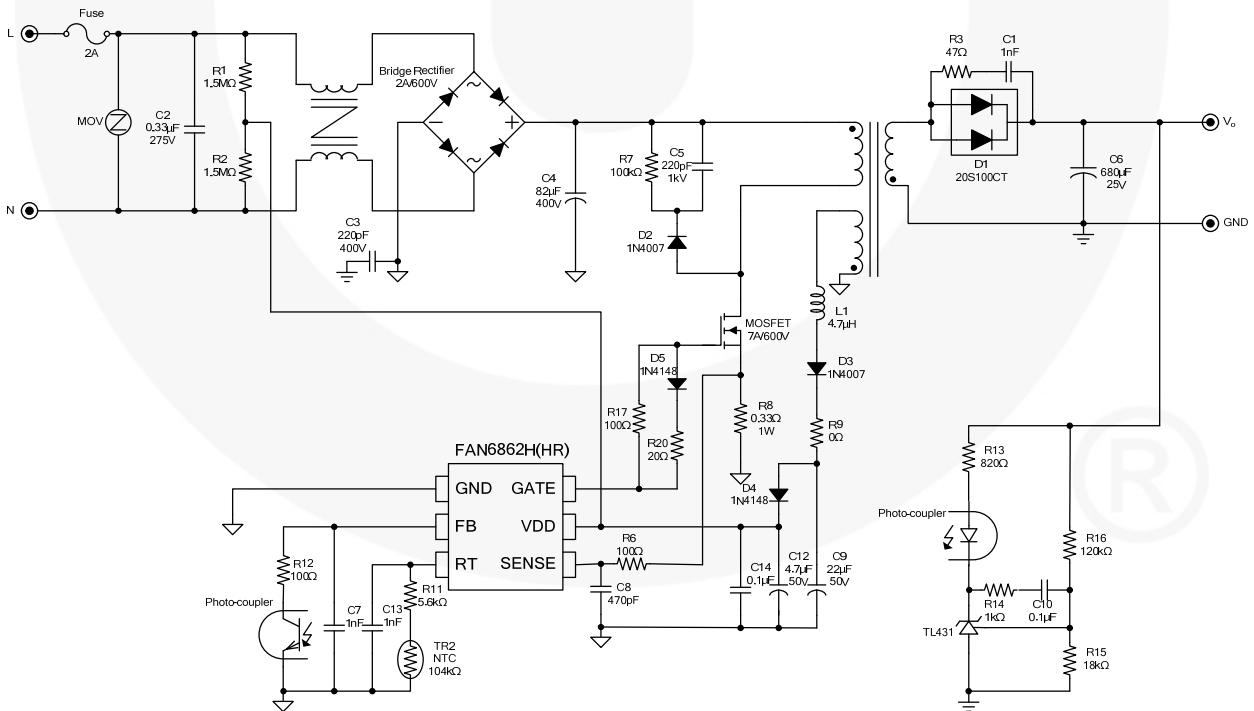 Fuse
L
2A
MOV
C2
0.33µF
275V
R1
1.5MΩ
R2
1.5MΩ
N
Bridge Rectifier
2A/600V
C3
220pF
400V
C4
82µF
400V
R7
100kΩ
C5
220pF
1kV
D2
1N4007
R3
47Ω
C1
1nF
D1
20S100CT
C6
680µF
25V
Vo
GND
L1
4.7µH
MOSFET
7A/600V
D3
1N4007
D5
1N4148
R17
100Ω
R20
20Ω
R8
0.33Ω
1W
R9
0Ω
D4
1N4148
FAN6862H(HR)
GND
GATE
FB
VDD
RT
SENSE
R6
100Ω
C8
470pF
C14
0.1µF
C12
4.7µF
50V
C9
22µF
50V
R12
100Ω
Photo-coupler
C7
1nF
C13
1nF
R11
5.6kΩ
TR2
NTC
104kΩ
R13
820Ω
Photo-coupler
R16
120kΩ
R14
1kΩ
C10
0.1µF
TL431
R15
18kΩ
R